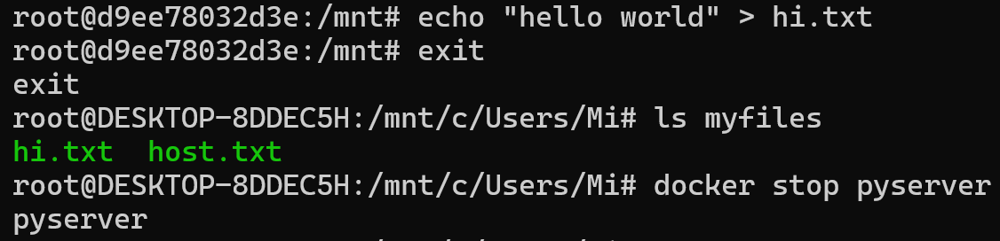 root@d9ee78032d3e:/mnt# echo "hello world" > hi.txt
root@d9ee78032d3e:/mnt# exit
exit
root@DESKTOP-8DDEC5H:/mnt/c/Users/Mi# ls myfiles
hi.txt  host.txt
root@DESKTOP-8DDEC5H:/mnt/c/Users/Mi# docker stop pyserver
pyserver